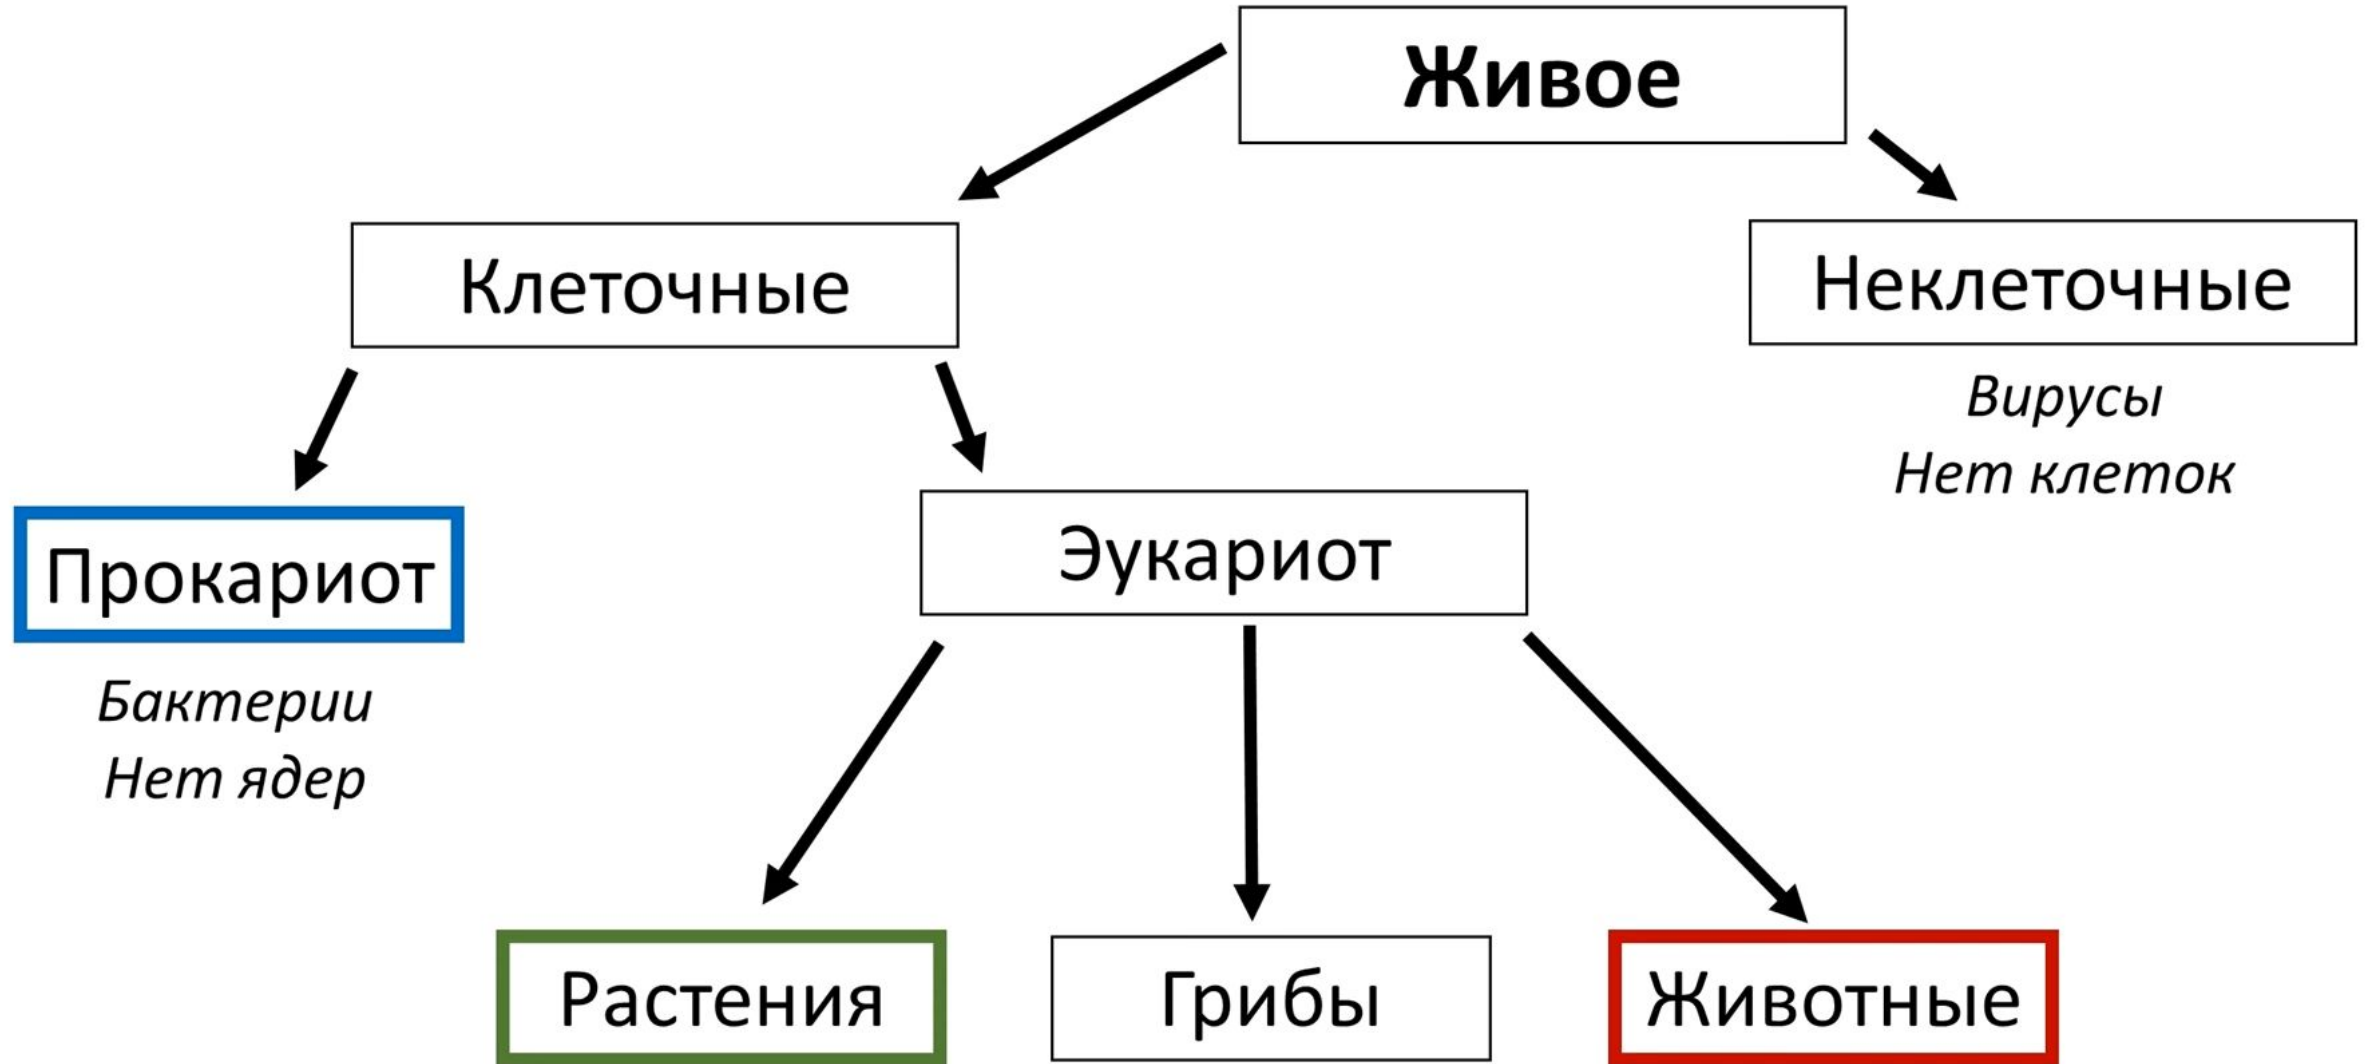 Живое
Клеточные
Неклеточные
Вирусы
Нет клеток
Прокариот
Бактерии
Нет ядер
Эукариот
Растения
Грибы
Животные